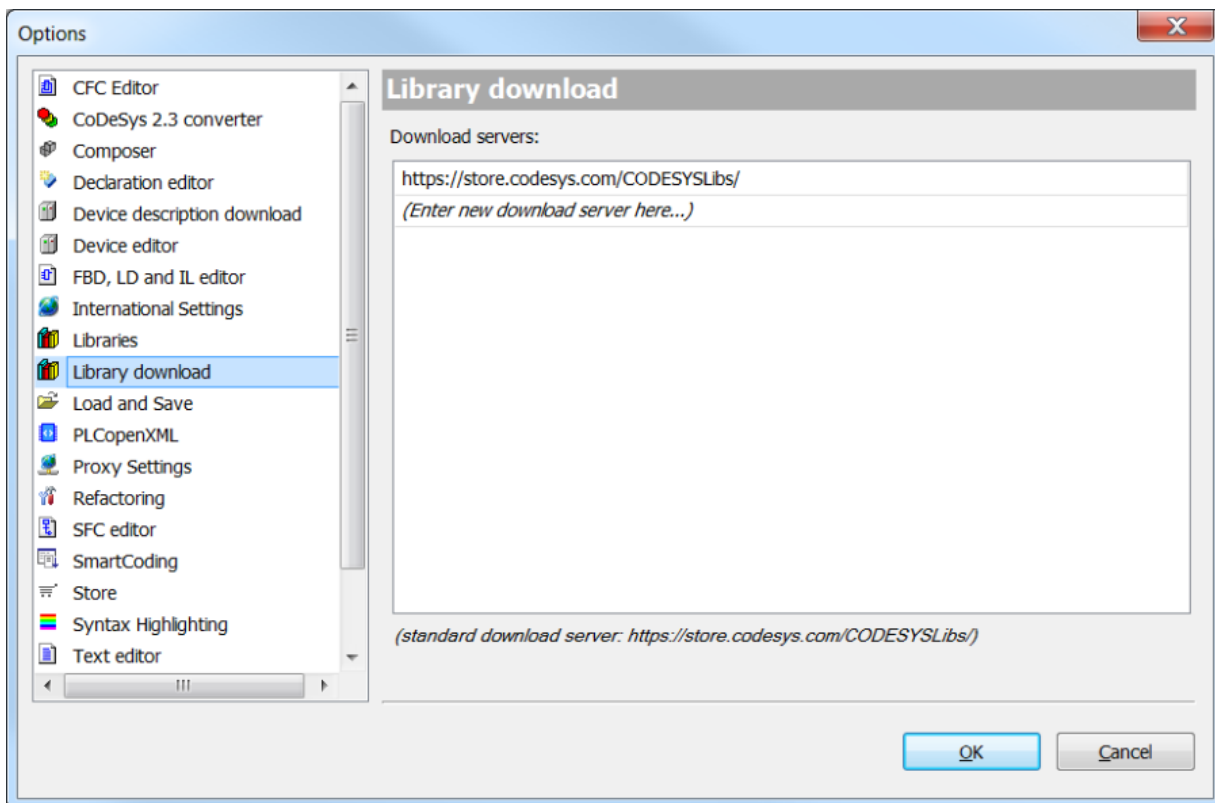 Options
CFC Editor
CoDeSys 2.3 converter
Composer
Declaration editor
Device description download
Device editor
FBD, LD and IL editor
International Settings
Libraries
Library download
Load and Save
PLCopenXML
Proxy Settings
Refactoring
SFC editor
SmartCoding
Store
Syntax Highlighting
Text editor
Library download
Download servers:
https://store.codesys.com/CODESYSLibs/
(Enter new download server here...)
(standard download server: https://store.codesys.com/CODESYSLibs/)
OK
Cancel